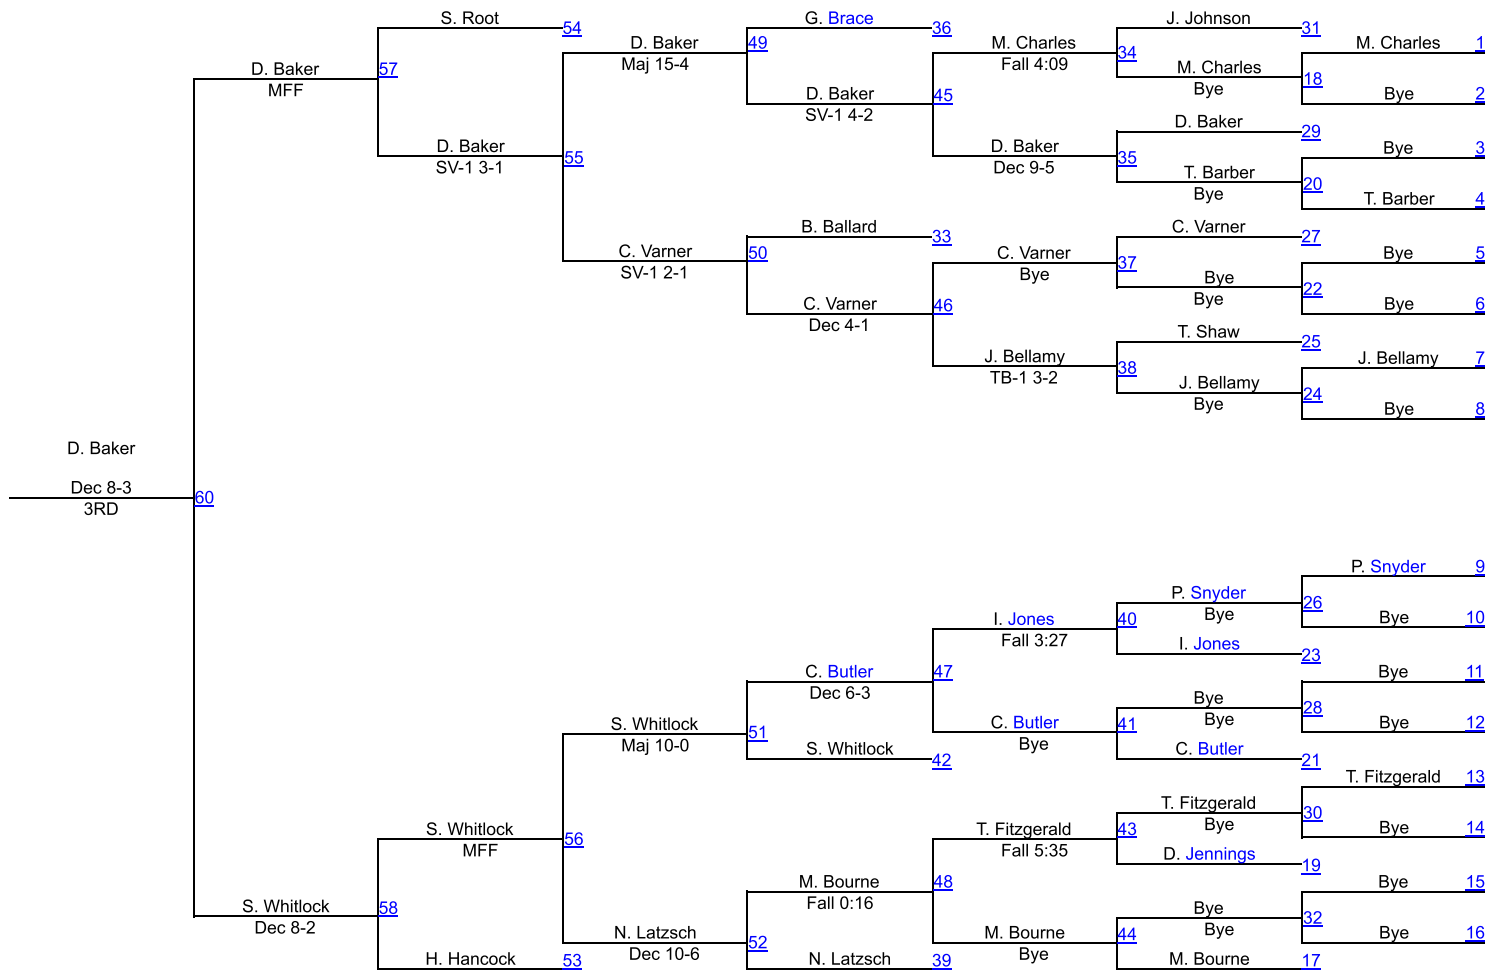 S. Root 54 G. Brace 36 J. Johnson 31
D. Baker 49 M. Charles 34 M. Charles 1
Maj 15-4 Fall 4:09
D. Baker 57 M. Charles 18
MFF Bye
D. Baker 45 Bye 2
SV-1 4-2
D. Baker 29
D. Baker 55 D. Baker 35 Bye 3
SV-1 3-1 Dec 9-5
T. Barber 20
Bye
T. Barber 4
B. Ballard 33 C. Varner 27
C. Varner 50 C. Varner 37 Bye 5
SV-1 2-1 Bye
Bye 22
Bye
C. Varner 46 Bye 6
Dec 4-1
T. Shaw 25
J. Bellamy 38 J. Bellamy 7
TB-1 3-2
J. Bellamy 24
Bye
Bye 8
D. Baker
Dec 8-3 60
3RD
P. Snyder 9
P. Snyder 26
Bye
I. Jones 40 Bye 10
Fall 3:27
I. Jones 23
C. Butler 47 Bye 11
Dec 6-3
Bye 28
Bye
S. Whitlock 51 C. Butler 41 Bye 12
Maj 10-0 Bye
S. Whitlock 42 C. Butler 21
T. Fitzgerald 13
T. Fitzgerald 30
Bye
S. Whitlock 56 T. Fitzgerald 43 Bye 14
MFF Fall 5:35
D. Jennings 19
M. Bourne 48 Bye 15
Fall 0:16
S. Whitlock 58 Bye 32
Dec 8-2 Bye
N. Latzsch 52 M. Bourne 44 Bye 16
Dec 10-6 Bye
H. Hancock 53 N. Latzsch 39 M. Bourne 17